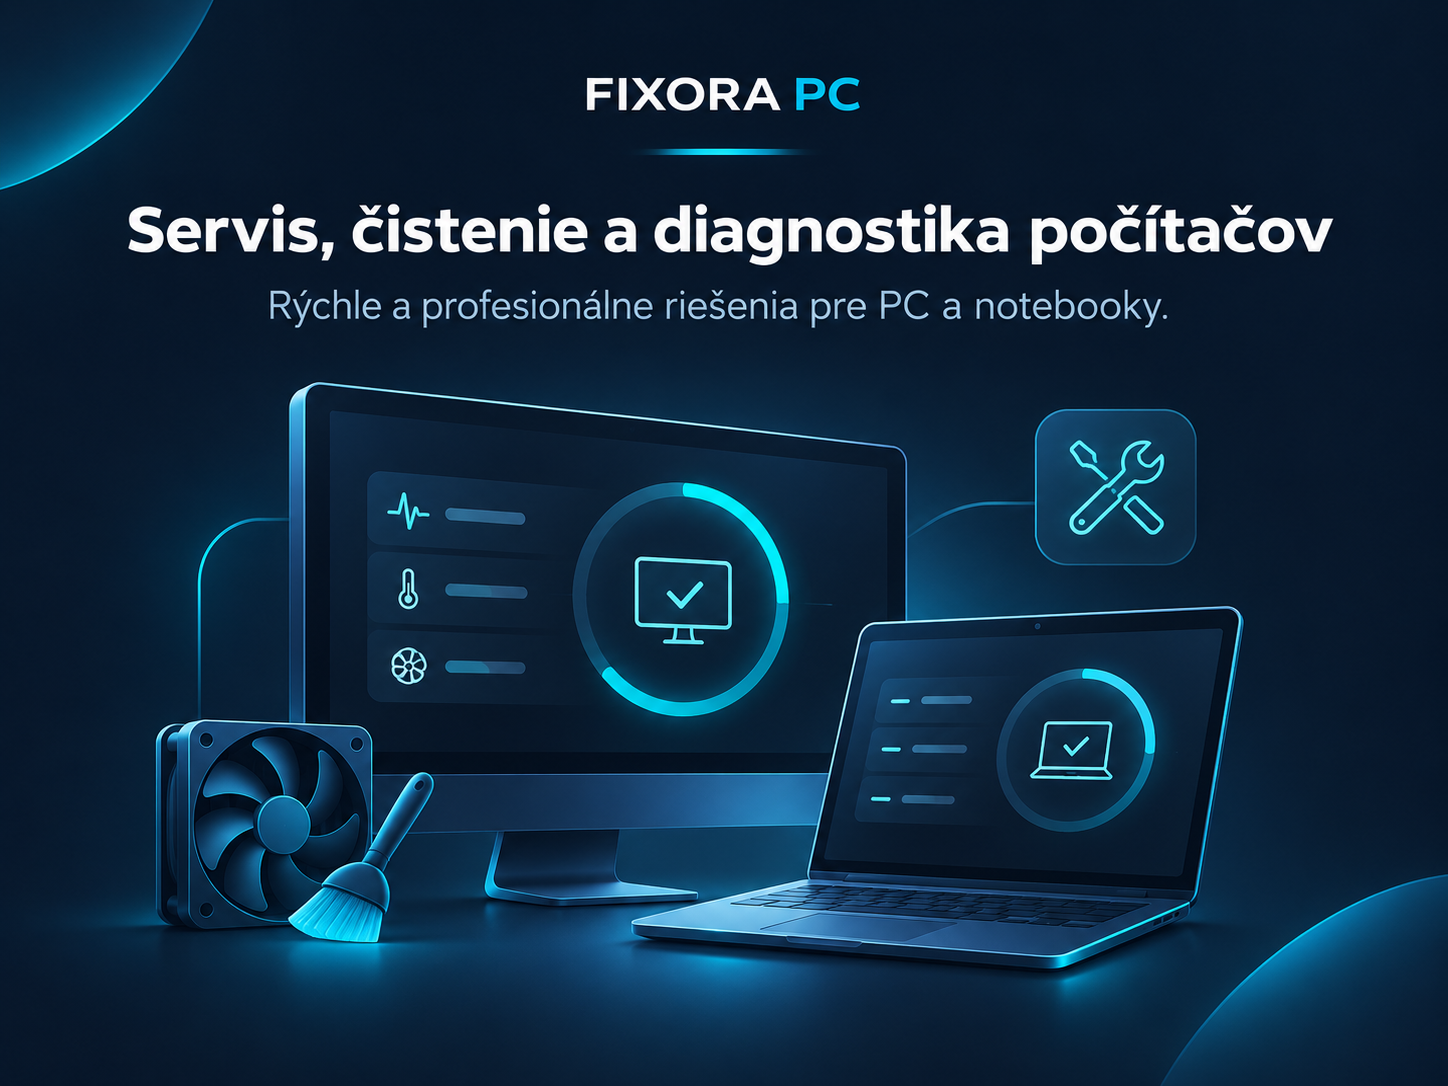 FIXORA PC
Servis, čistenie a diagnostika počítačov
Rýchle a profesionálne riešenia pre PC a notebooky.